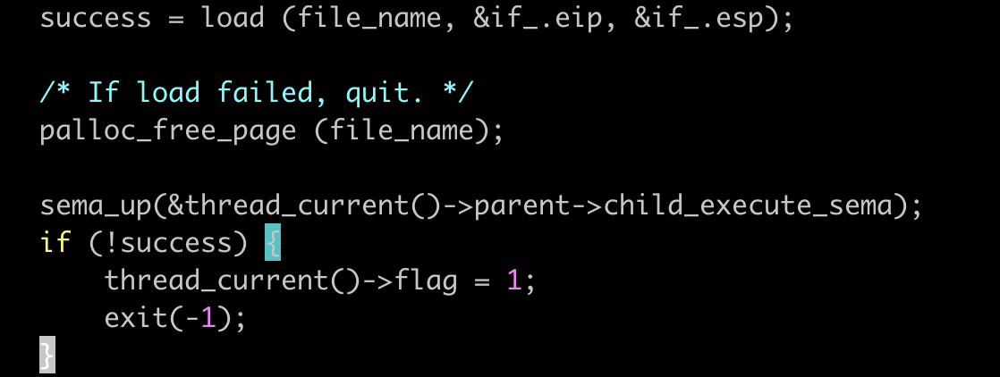 success = load (file_name, &if_.eip, &if_.esp);
/* If load failed, quit. */
palloc_free_page (file_name);
sema_up(&thread_current()->parent->child_execute_sema);
if (!success) {
thread_current()->flag = 1;
exit(-1);
}